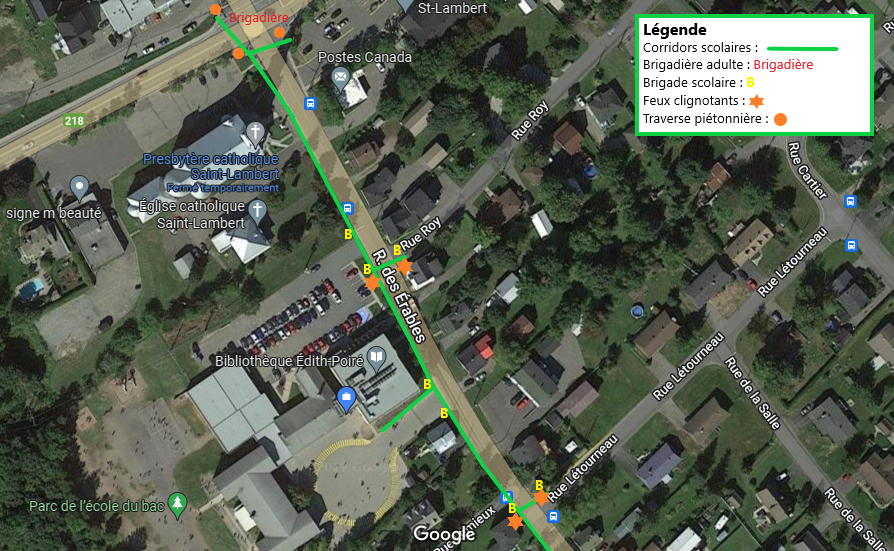 St-Lambert
Brigadière
Légende
Corridors scolaires :
Brigadière adulte : Brigadière
Brigade scolaire : B
Feux clignotants :
Traverse piétonnière :
Postes Canada
218
Rue Roy
Presbytère catholique
Saint-Lambert
Fermé temporairement
Rue Cartier
signe m beauté
Église catholique
Saint-Lambert
B
B
Rue Roy
B
R. des Érables
Rue Létourneau
Bibliothèque Édith-Poiré
Rue Létourneau
B
B
Rue de la Salle
Rue Létourneau
B
B
Parc de l'école du bac
Rue de la Salle
Google